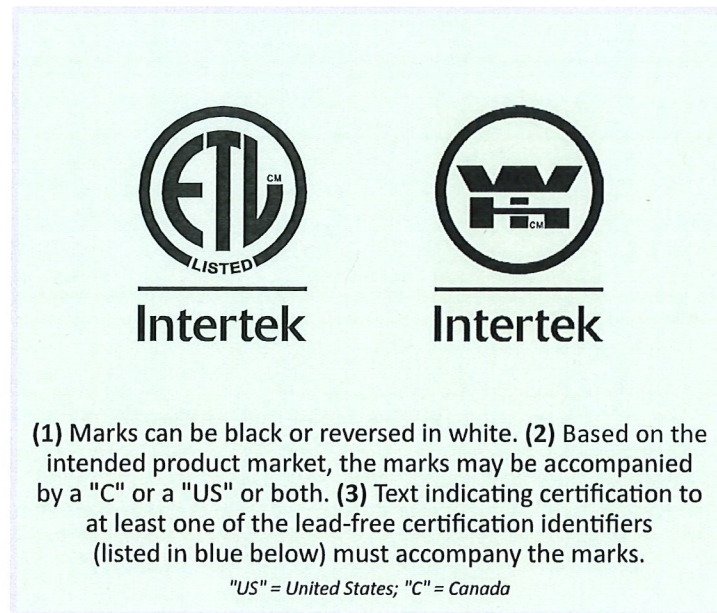 ETL CM
LISTED
Intertek
WH CM
Intertek
(1) Marks can be black or reversed in white. (2) Based on the
intended product market, the marks may be accompanied
by a "C" or a "US" or both. (3) Text indicating certification to
at least one of the lead-free certification identifiers
(listed in blue below) must accompany the marks.
"US" = United States; "C" = Canada